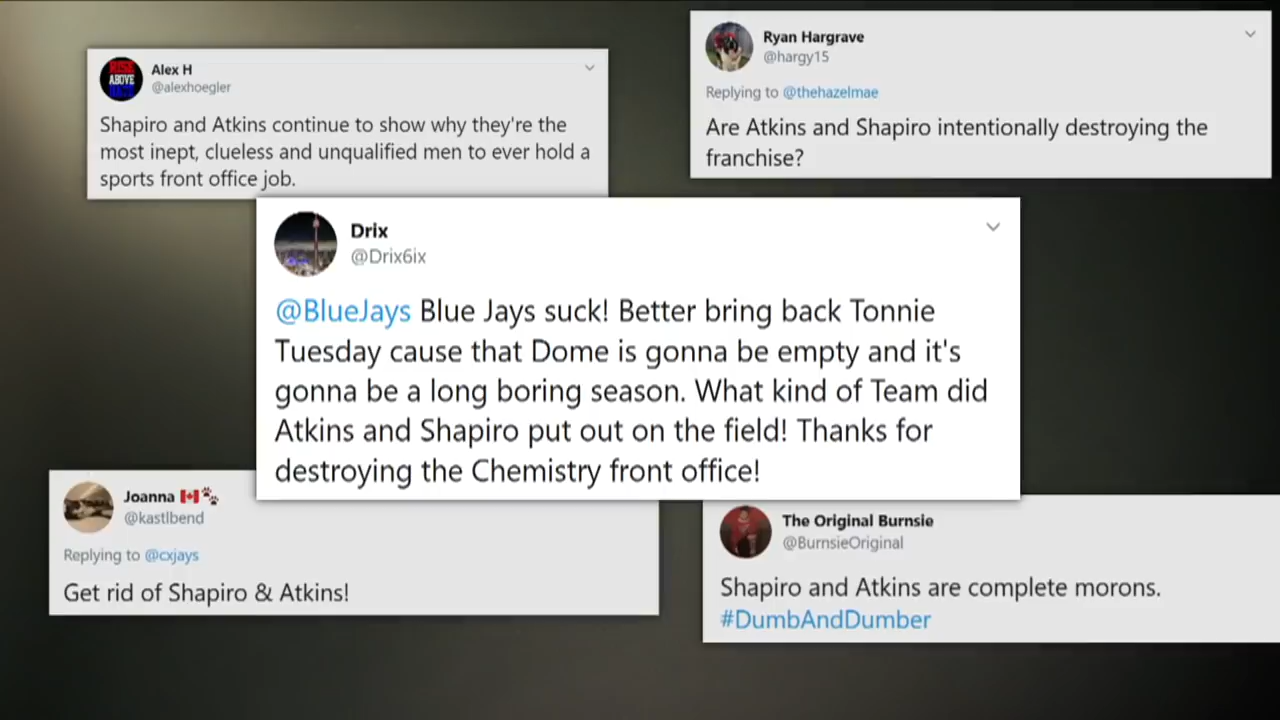 RISE
ABOVE
Alex H
@alexhoegler
Shapiro and Atkins continue to show why they're the
most inept, clueless and unqualified men to ever hold a
sports front office job.
Ryan Hargrave
@hargy15
Replying to @thehazelmae
Are Atkins and Shapiro intentionally destroying the
franchise?
Drix
@Drix6ix
@BlueJays Blue Jays suck! Better bring back Tonnie
Tuesday cause that Dome is gonna be empty and it's
gonna be a long boring season. What kind of Team did
Atkins and Shapiro put out on the field! Thanks for
destroying the Chemistry front office!
Joanna
@kastlbend
Replying to @cxjays
Get rid of Shapiro & Atkins!
The Original Burnsie
@BurnsieOriginal
Shapiro and Atkins are complete morons.
#DumbAndDumber